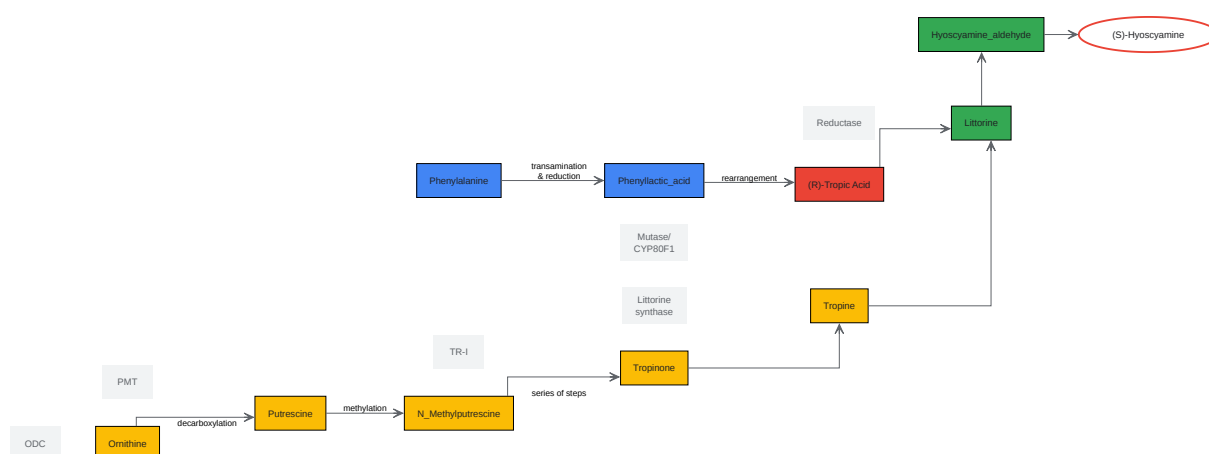 Hyoscyamine_aldehyde
(S)-Hyoscyamine
Reductase
Littorine
Phenylalanine
transamination
& reduction
Phenyllactic_acid
rearrangement
(R)-Tropic Acid
Mutase/
CYP80F1
Littorine
synthase
Tropine
TR-I
Tropinone
series of steps
PMT
Putrescine
methylation
N_Methylputrescine
decarboxylation
ODC
Ornithine